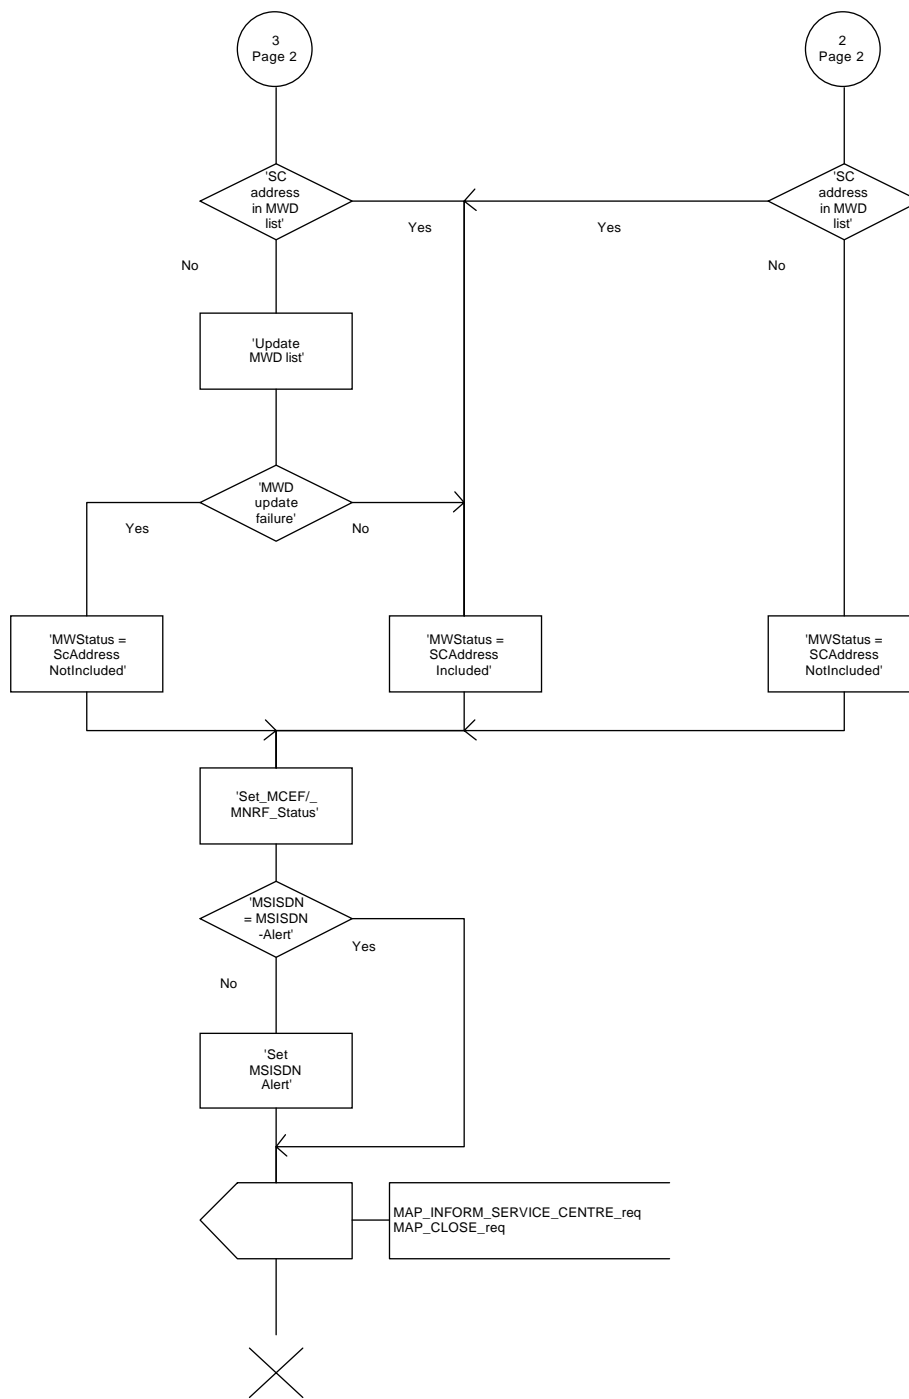 3
Page 2
2
Page 2
'SC
address
in MWD
list'
'SC
address
in MWD
list'
Yes
Yes
No
No
'Update
MWD list'
'MWD
update
failure'
Yes
No
'MWStatus =
ScAddress
NotIncluded'
'MWStatus =
SCAddress
Included'
'MWStatus =
SCAddress
NotIncluded'
'Set_MCEF/_
MNRF_Status'
'MSISDN
= MSISDN
-Alert'
Yes
No
'Set
MSISDN
Alert'
MAP_INFORM_SERVICE_CENTRE_req
MAP_CLOSE_req